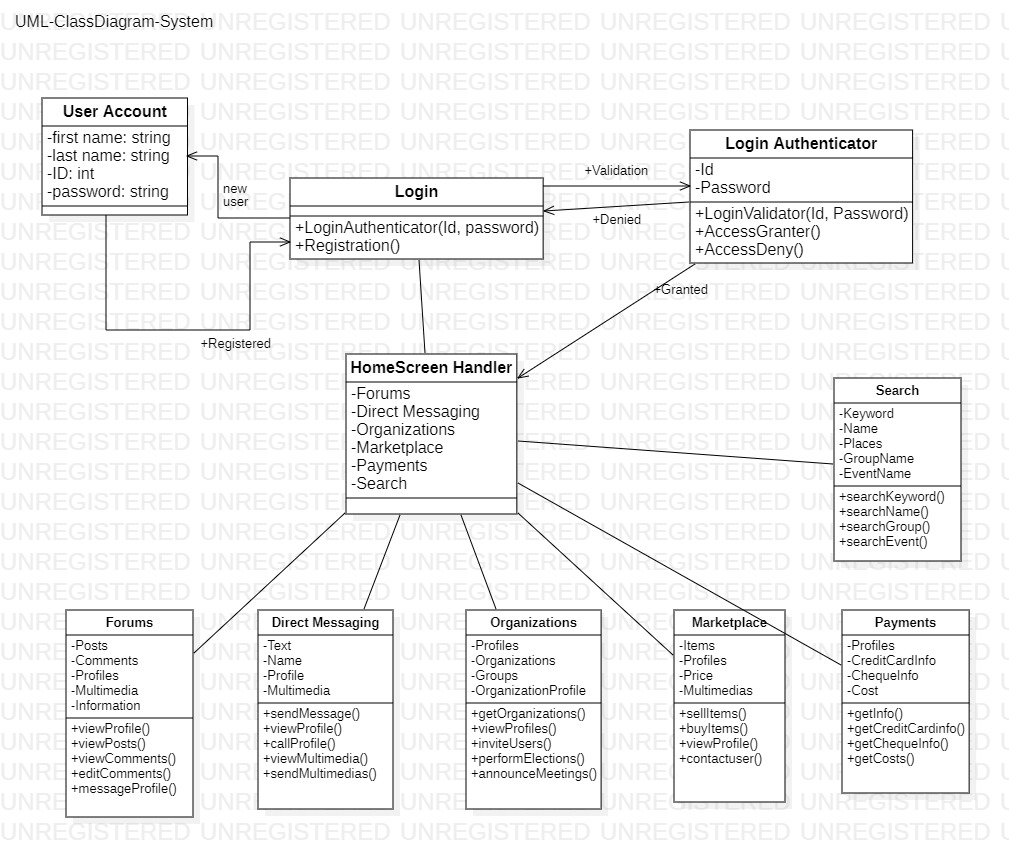 UML-ClassDiagram-System
User Account
-first name: string
-last name: string
-ID: int
-password: string
new
user
+Registered
Login
+LoginAuthenticator(Id, password)
+Registration()
+Validation
+Denied
Login Authenticator
-Id
-Password
+LoginValidator(Id, Password)
+AccessGranter()
+AccessDeny()
+Granted
HomeScreen Handler
-Forums
-Direct Messaging
-Organizations
-Marketplace
-Payments
-Search
Search
-Keyword
-Name
-Places
-GroupName
-EventName
+searchKeyword()
+searchName()
+searchGroup()
+searchEvent()
Forums
-Posts
-Comments
-Profiles
-Multimedia
-Information
+viewProfile()
+viewPosts()
+viewComments()
+editComments()
+messageProfile()
Direct Messaging
-Text
-Name
-Profile
-Multimedia
+sendMessage()
+viewProfile()
+callProfile()
+viewMultimedia()
+sendMultimedias()
Organizations
-Profiles
-Organizations
-Groups
-OrganizationProfile
+getOrganizations()
+viewProfiles()
+inviteUsers()
+performElections()
+announceMeetings()
Marketplace
-Items
-Profiles
-Price
-Multimedias
+sellItems()
+buyItems()
+viewProfile()
+contactuser()
Payments
-Profiles
-CreditCardInfo
-ChequeInfo
-Cost
+getInfo()
+getCreditCardinfo()
+getChequeInfo()
+getCosts()
UNREGISTERED